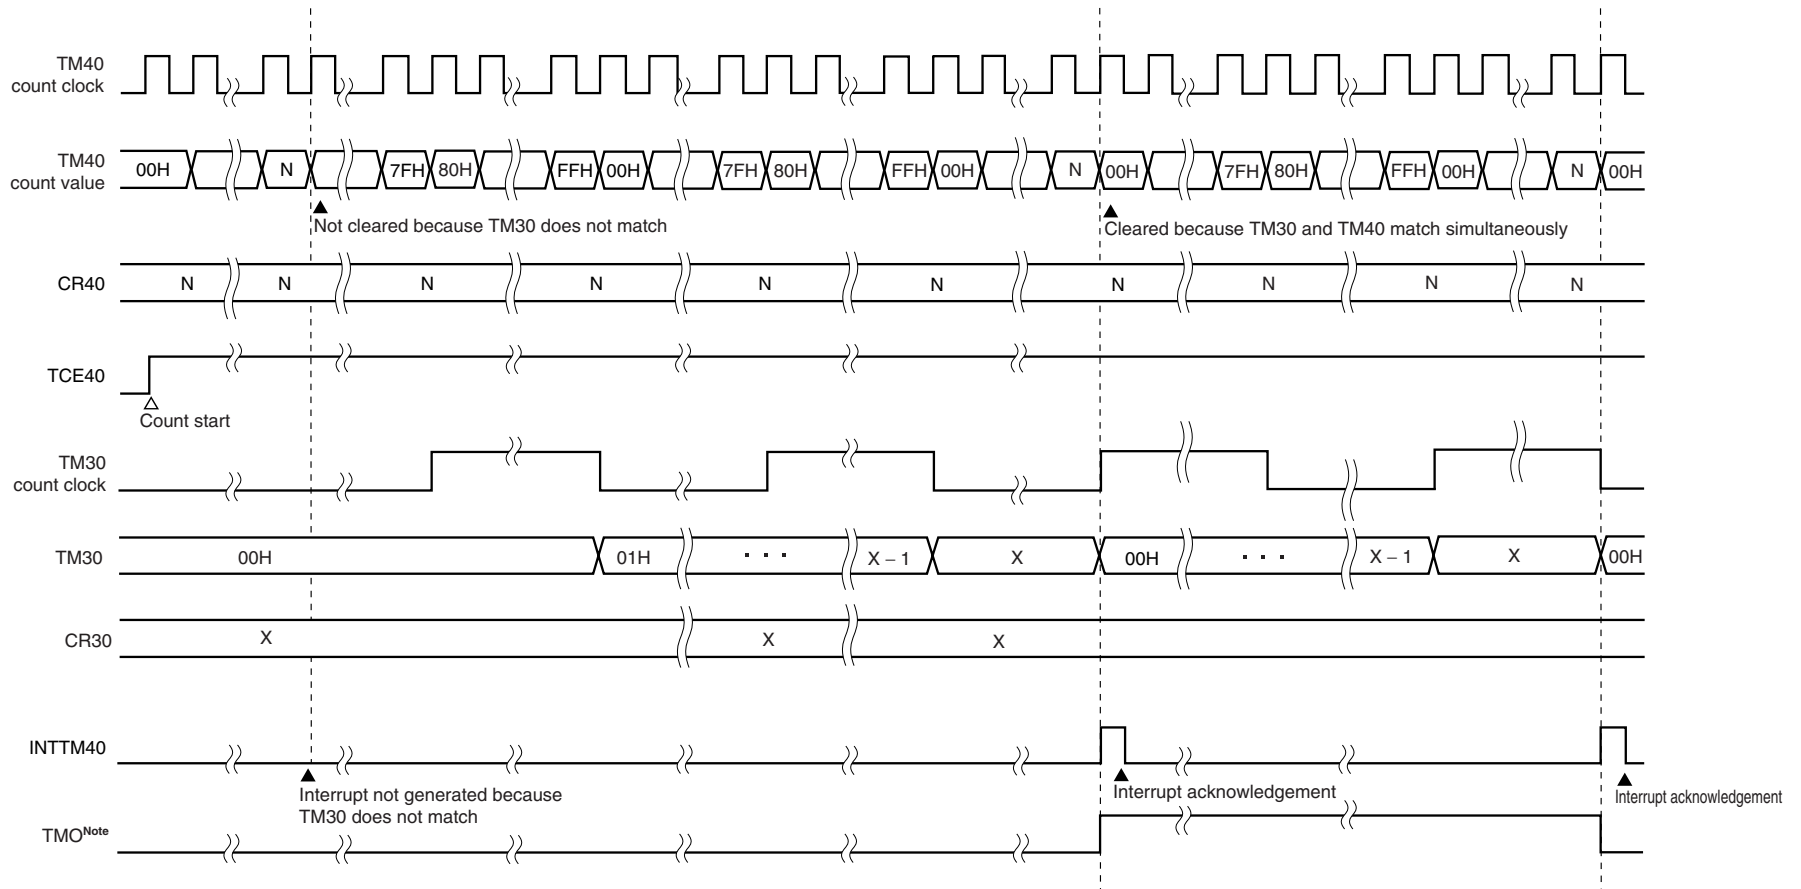 TM40
count clock
TM40
count value
00H N 7FH 80H FFH 00H 7FH 80H FFH 00H N 00H 7FH 80H FFH 00H N 00H
Not cleared because TM30 does not match
Cleared because TM30 and TM40 match simultaneously
CR40 N N N N N N N N N N
TCE40
Count start
TM30
count clock
TM30 00H 01H ··· X – 1 X 00H ··· X – 1 X 00H
CR30 X X X
INTTM40
Interrupt not generated because
TM30 does not match
Interrupt acknowledgement
Interrupt acknowledgement
TMONote